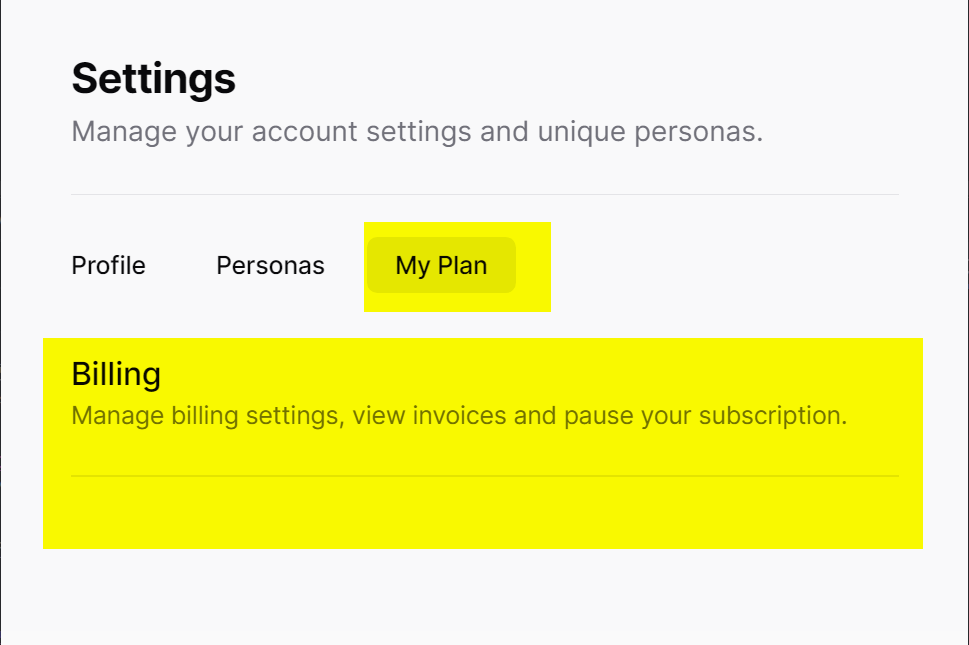 Settings
Manage your account settings and unique personas.
Profile Personas My Plan
Billing
Manage billing settings, view invoices and pause your subscription.